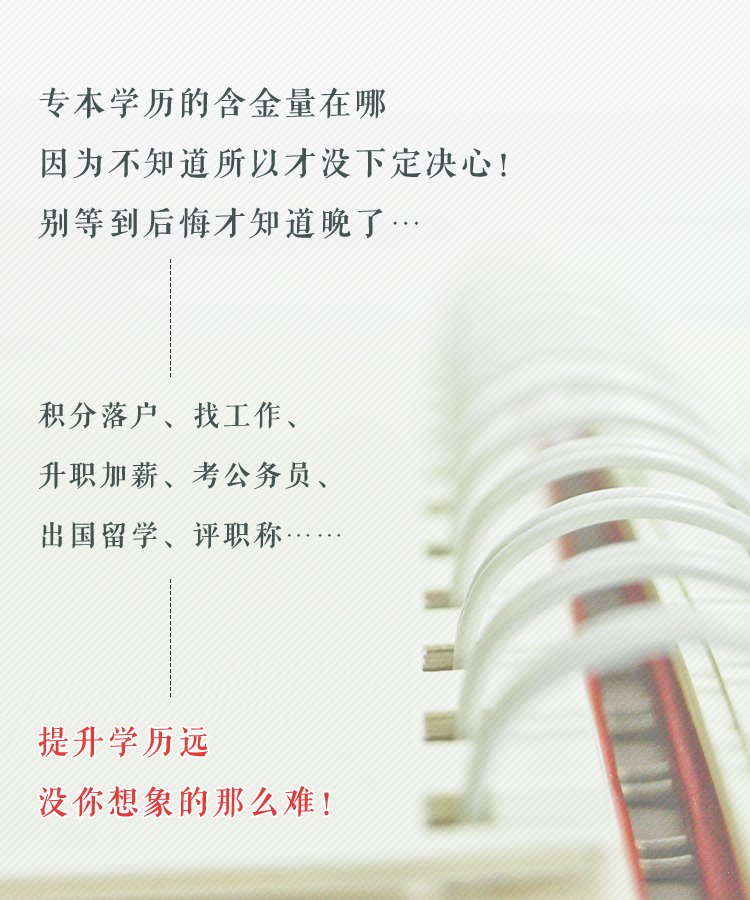 专本学历的含金量在哪
因为不知道所以才没下定决心！
别等到后悔才知道晚了…
积分落户、找工作、
升职加薪、考公务员、
出国留学、评职称……
提升学历远
没你想象的那么难！